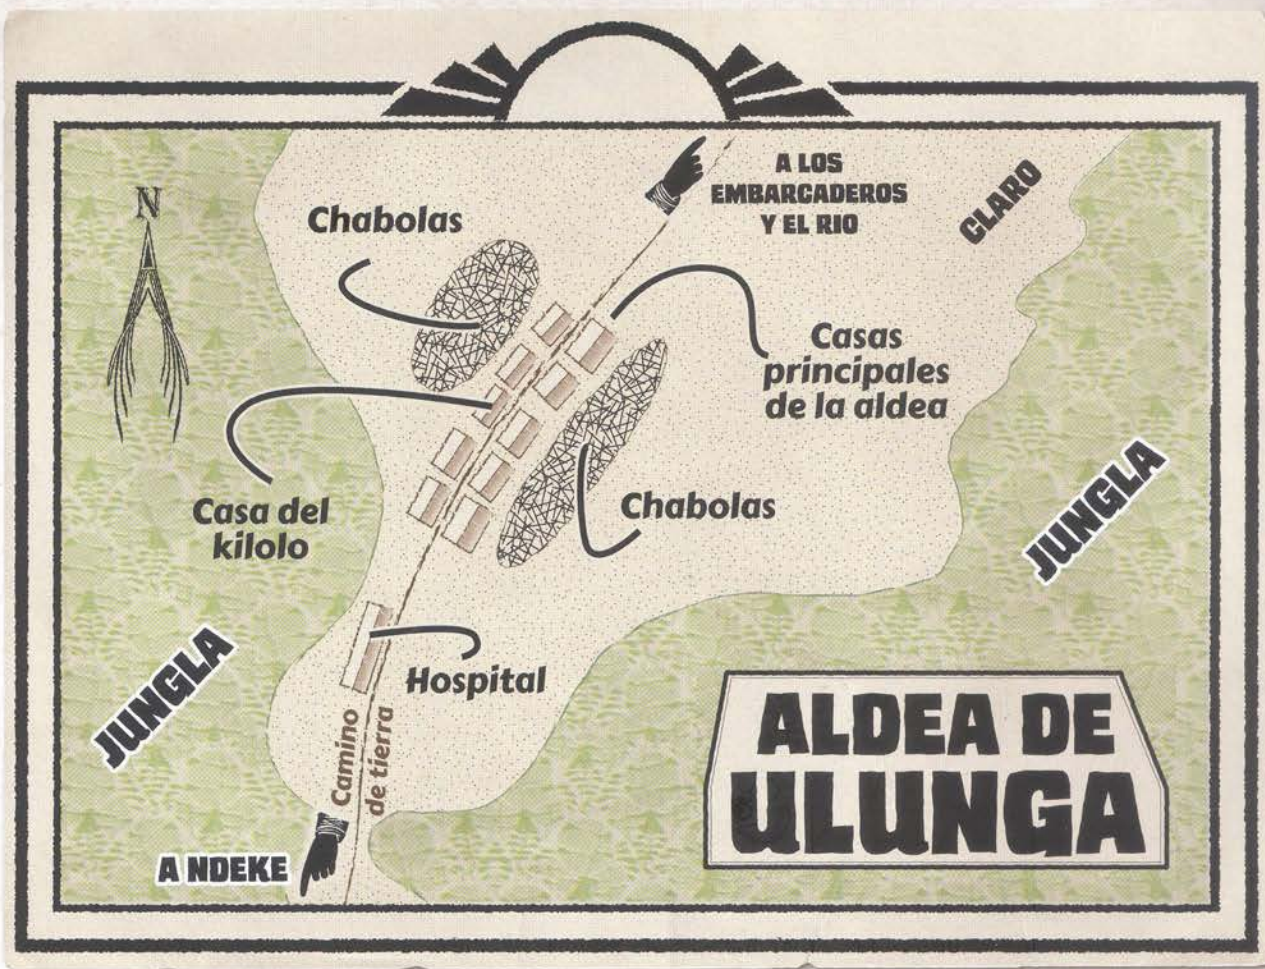 N
Chabolas
A LOS
EMBARCADEROS
Y EL RIO
CLARO
Casas
principales
de la aldea
Casa del
kilolo
Chabolas
JUNGLA
JUNGLA
Hospital
Camino
de tierra
A NDEKE
ALDEA DE
ULUNGA